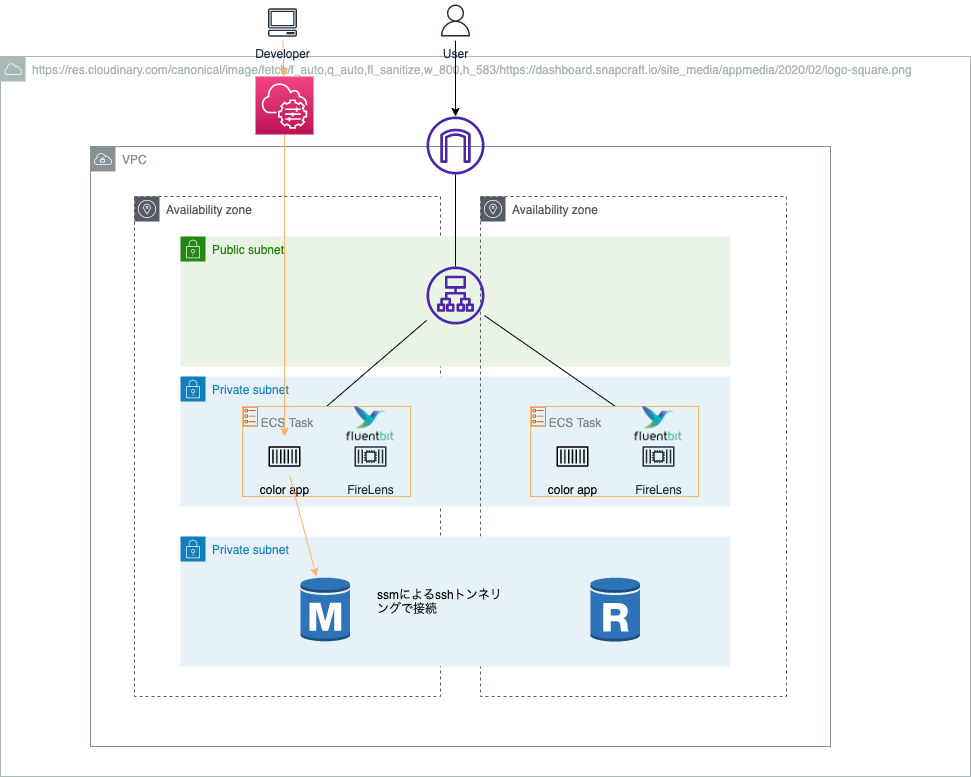 Developer
User
https://res.cloudinary.com/canonical/image/fetch/f_auto,q_auto,fl_sanitize,w_800,h_583/https://dashboard.snapcraft.io/site_media/appmedia/2020/02/logo-square.png
VPC
Availability zone
Availability zone
Public subnet
Private subnet
ECS Task
fluentbit
color app
FireLens
ECS Task
fluentbit
color app
FireLens
Private subnet
M
ssmによるsshトンネリ
ングで接続
R